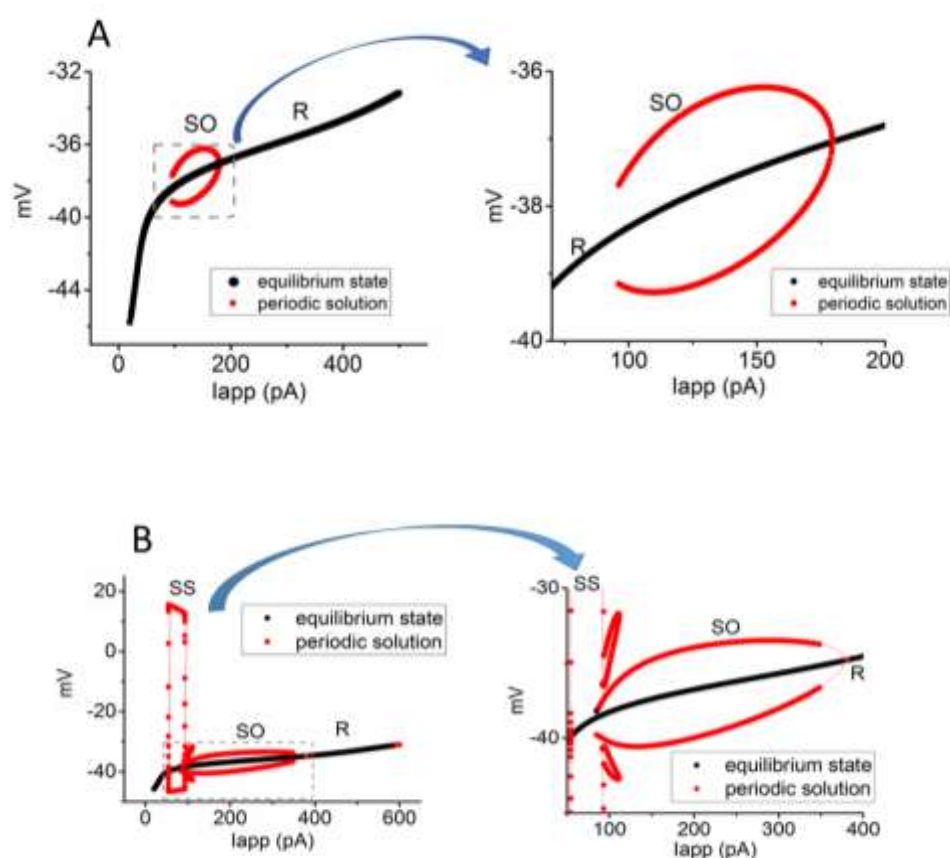 A
-32
-36
-40
-44
mV
SO
R
equilibrium state
periodic solution
0
200
400
Iapp (pA)
-36
-38
-40
mV
SO
R
equilibrium state
periodic solution
100
125
150
175
200
Iapp (pA)
B
20
0
-20
-40
mV
SS
equilibrium state
periodic solution
SO
R
0
200
400
600
Iapp (pA)
-30
-40
mV
SS
SO
R
equilibrium state
periodic solution
100
200
300
400
Iapp (pA)